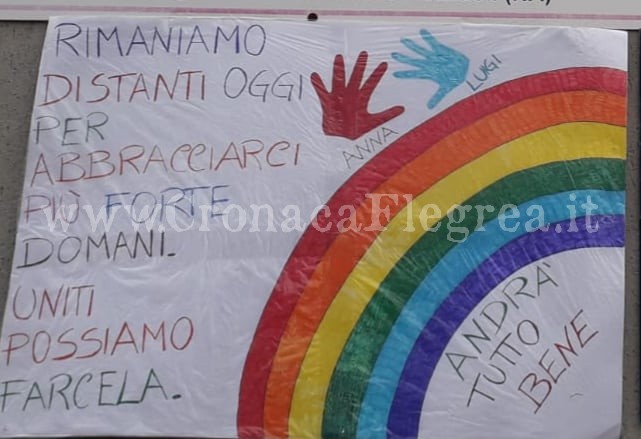 RIMANIAMO
DISTANTI OGGI
PER
ABBRACCIARCI
PIÙ FORTE
DOMANI.
UNITI
POSSIAMO
FARCELA.
ANNA
LUIGI
ANDRÀ
TUTTO
BENE
www.CronacaFlegrea.it